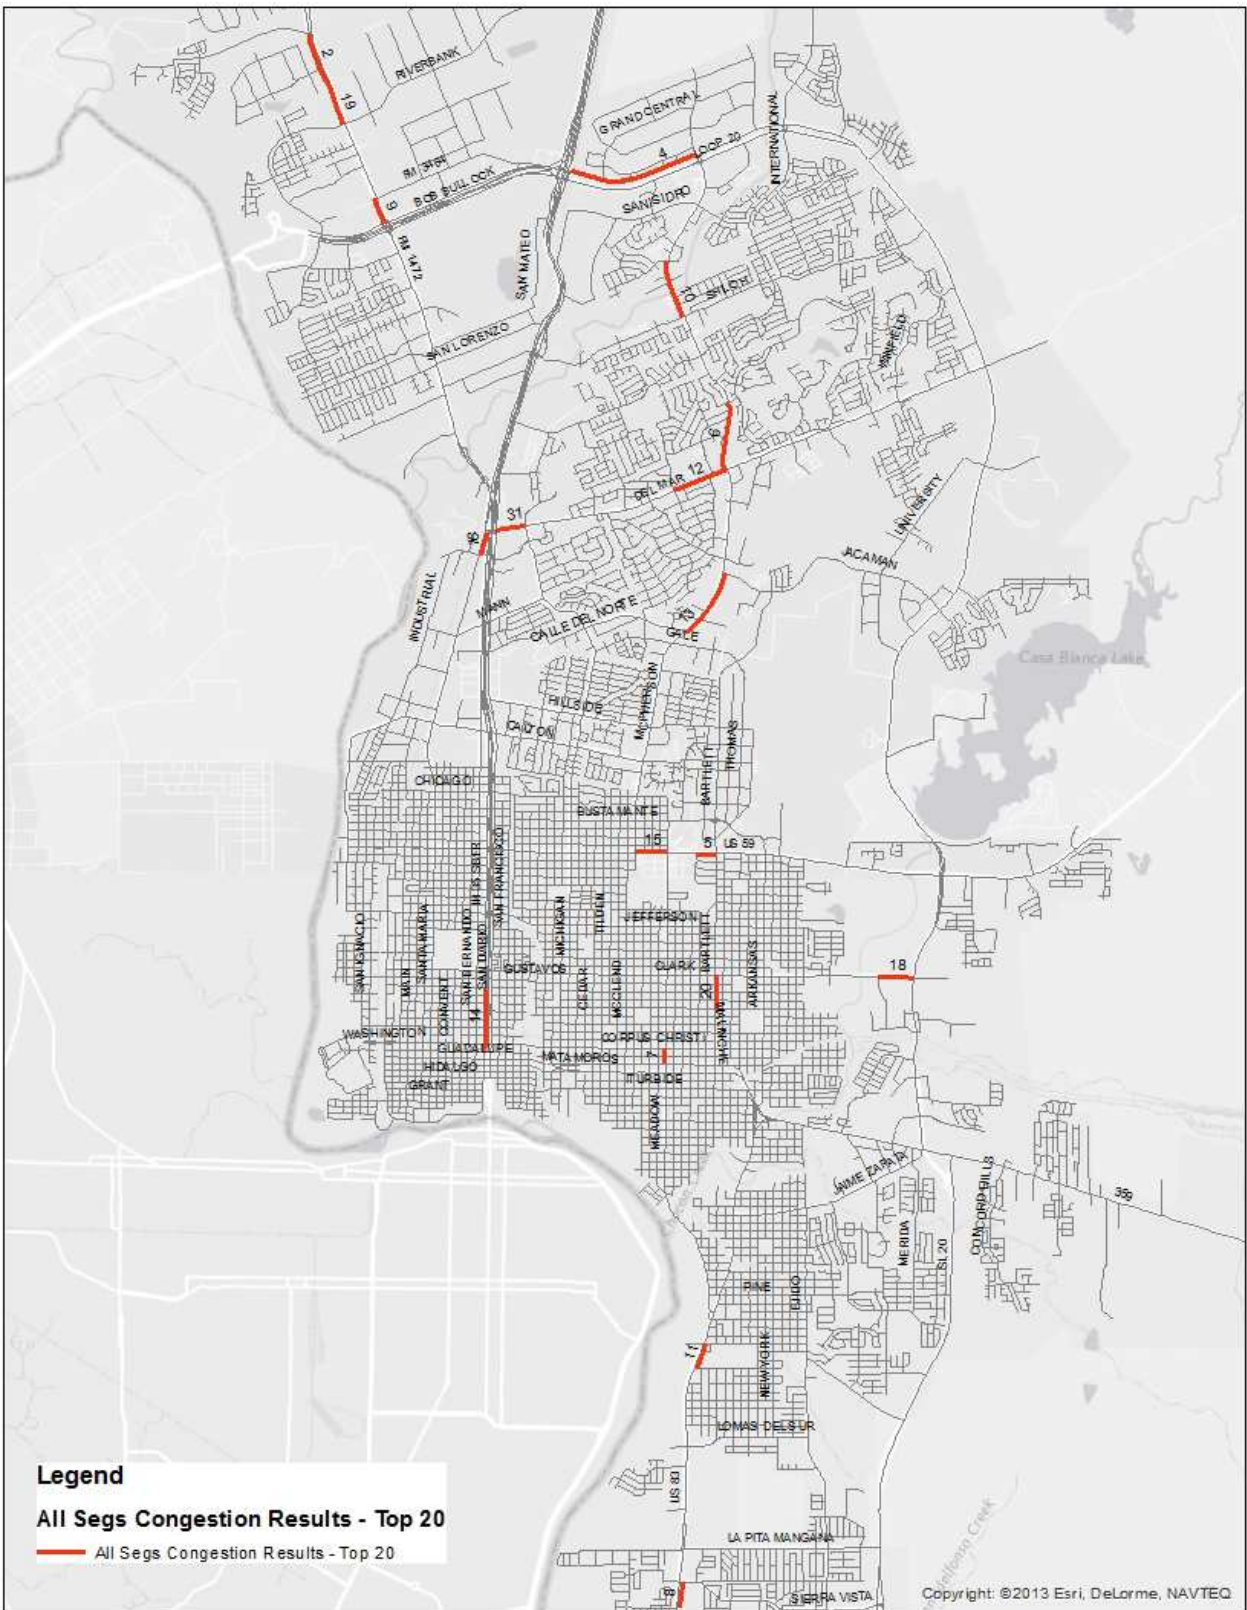 2
RIVERBANK
19
GRAND CENTRAL
INTERNATIONAL
4
LOOP 20
FM 3464
BOB BULLOCK
9
SAN ISIDRO
FM 1472
SAN MATEO
10
SHILOH
WINFIELD
SAN LORENZO
6
12
DEL MAR
UNIVERSITY
31
16
JACAMAN
INDUSTRIAL
MANN
CALLE DEL NORTE
13
GALE
Casa Blanca Lake
MCPHERSON
HILLSIDE
CALTON
THOMAS
BARTLETT
CHICAGO
BUSTAMANTE
15
5
US 59
SAN FRANCISCO
MICHIGAN
TILDEN
JEFFERSON
SAN IGNACIO
SANTA MARIA
SAN BERNARDO
SAN DARIO
BARTLETT
ARKANSAS
MAIN
CONVENT
GUSTAVOS
CEDAR
MCCLEND
CLARK
18
20
14
MALINCHE
WASHINGTON
CORPUS CHRISTI
GUADALUPE
MATAMOROS
7
HIDALGO
ITURBIDE
GRANT
MEADOW
JAIME ZAPATA
CONCORD HILLS
359
MERIDA
SL 20
PINE
EJIDO
11
NEW YORK
LOMAS DEL SUR
US 83
LA PITA MANGANA
8
SIERRA VISTA
Legend
All Segs Congestion Results - Top 20
All Segs Congestion Results - Top 20
Copyright: ©2013 Esri, DeLorme, NAVTEQ